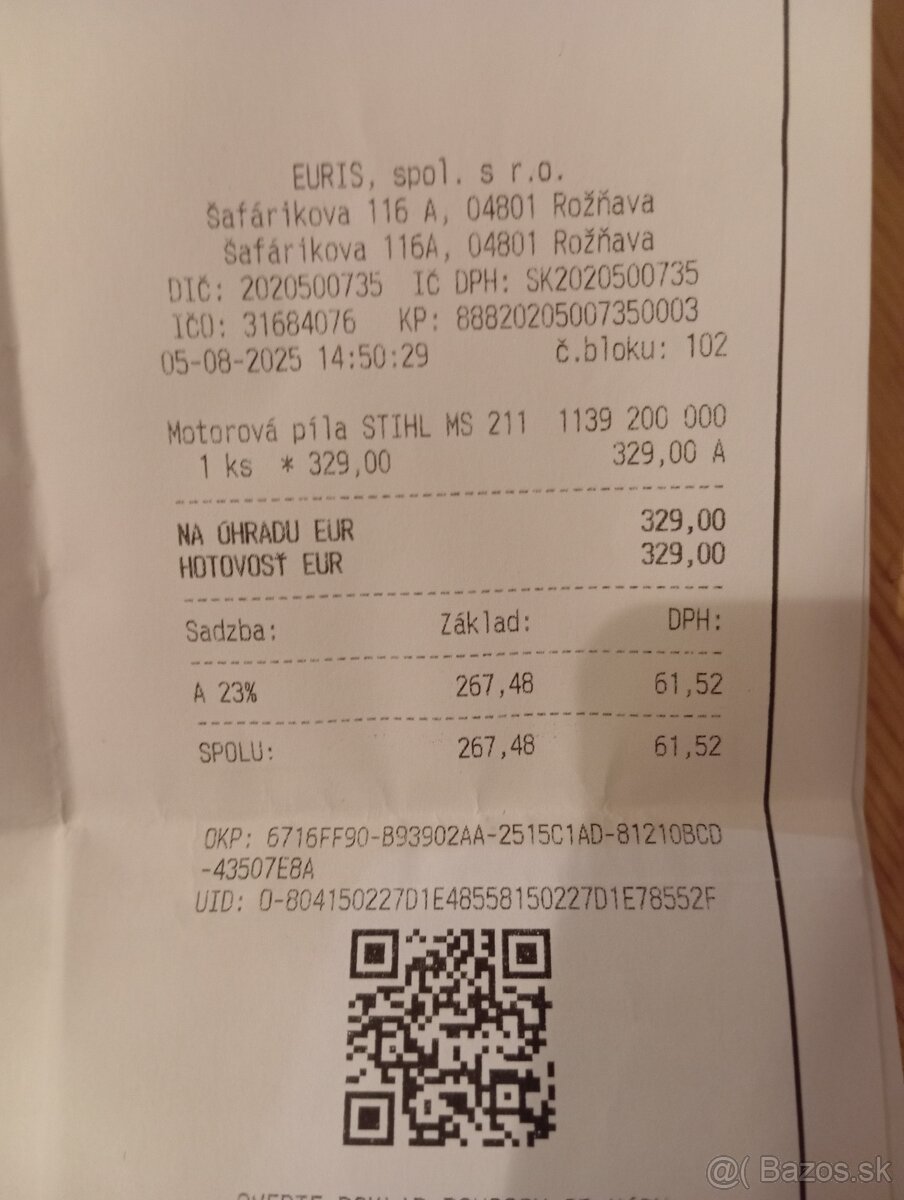 EURIS, spol. s r.o.
Šafárikova 116 A, 04801 Rožňava
Šafárikova 116A, 04801 Rožňava
DIČ: 2020500735 IČ DPH: SK2020500735
IČO: 31684076 KP: 88820205007350003
05-08-2025 14:50:29 č.bloku: 102
Motorová píla STIHL MS 211 1139 200 000
1 ks * 329,00 329,00 A
NA ÚHRADU EUR 329,00
HOTOVOSŤ EUR 329,00
Sadzba: Základ: DPH:
A 23% 267,48 61,52
SPOLU: 267,48 61,52
OKP: 6716FF90-B93902AA-2515C1AD-81210BCD
-43507E8A
UID: O-804150227D1E48558150227D1E78552F
@( Bazos.sk